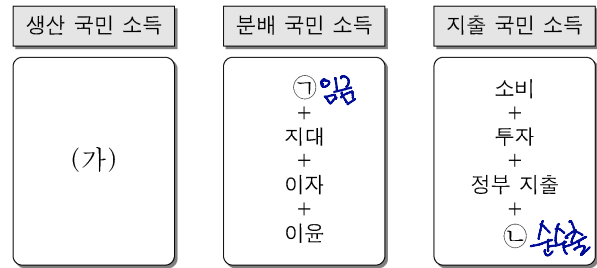 생산 국민 소득
(가)
분배 국민 소득
㉠ 임금
+
지대
+
이자
+
이윤
지출 국민 소득
소비
+
투자
+
정부 지출
+
㉡ 순수출